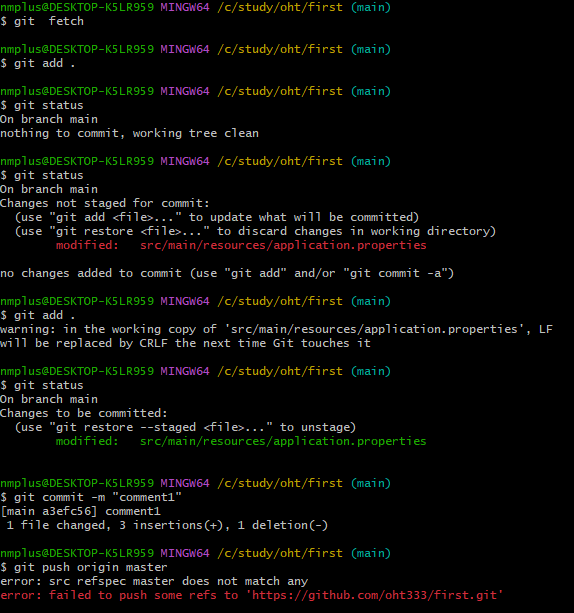 nmplus@DESKTOP-K5LR959 MINGW64 /c/study/oht/first (main)
$ git  fetch
nmplus@DESKTOP-K5LR959 MINGW64 /c/study/oht/first (main)
$ git add .
nmplus@DESKTOP-K5LR959 MINGW64 /c/study/oht/first (main)
$ git status
On branch main
nothing to commit, working tree clean
nmplus@DESKTOP-K5LR959 MINGW64 /c/study/oht/first (main)
$ git status
On branch main
Changes not staged for commit:
  (use "git add <file>..." to update what will be committed)
  (use "git restore <file>..." to discard changes in working directory)
        modified:   src/main/resources/application.properties
no changes added to commit (use "git add" and/or "git commit -a")
nmplus@DESKTOP-K5LR959 MINGW64 /c/study/oht/first (main)
$ git add .
warning: in the working copy of 'src/main/resources/application.properties', LF
will be replaced by CRLF the next time Git touches it
nmplus@DESKTOP-K5LR959 MINGW64 /c/study/oht/first (main)
$ git status
On branch main
Changes to be committed:
  (use "git restore --staged <file>..." to unstage)
        modified:   src/main/resources/application.properties
nmplus@DESKTOP-K5LR959 MINGW64 /c/study/oht/first (main)
$ git commit -m "comment1"
[main a3efc56] comment1
 1 file changed, 3 insertions(+), 1 deletion(-)
nmplus@DESKTOP-K5LR959 MINGW64 /c/study/oht/first (main)
$ git push origin master
error: src refspec master does not match any
error: failed to push some refs to 'https://github.com/oht333/first.git'